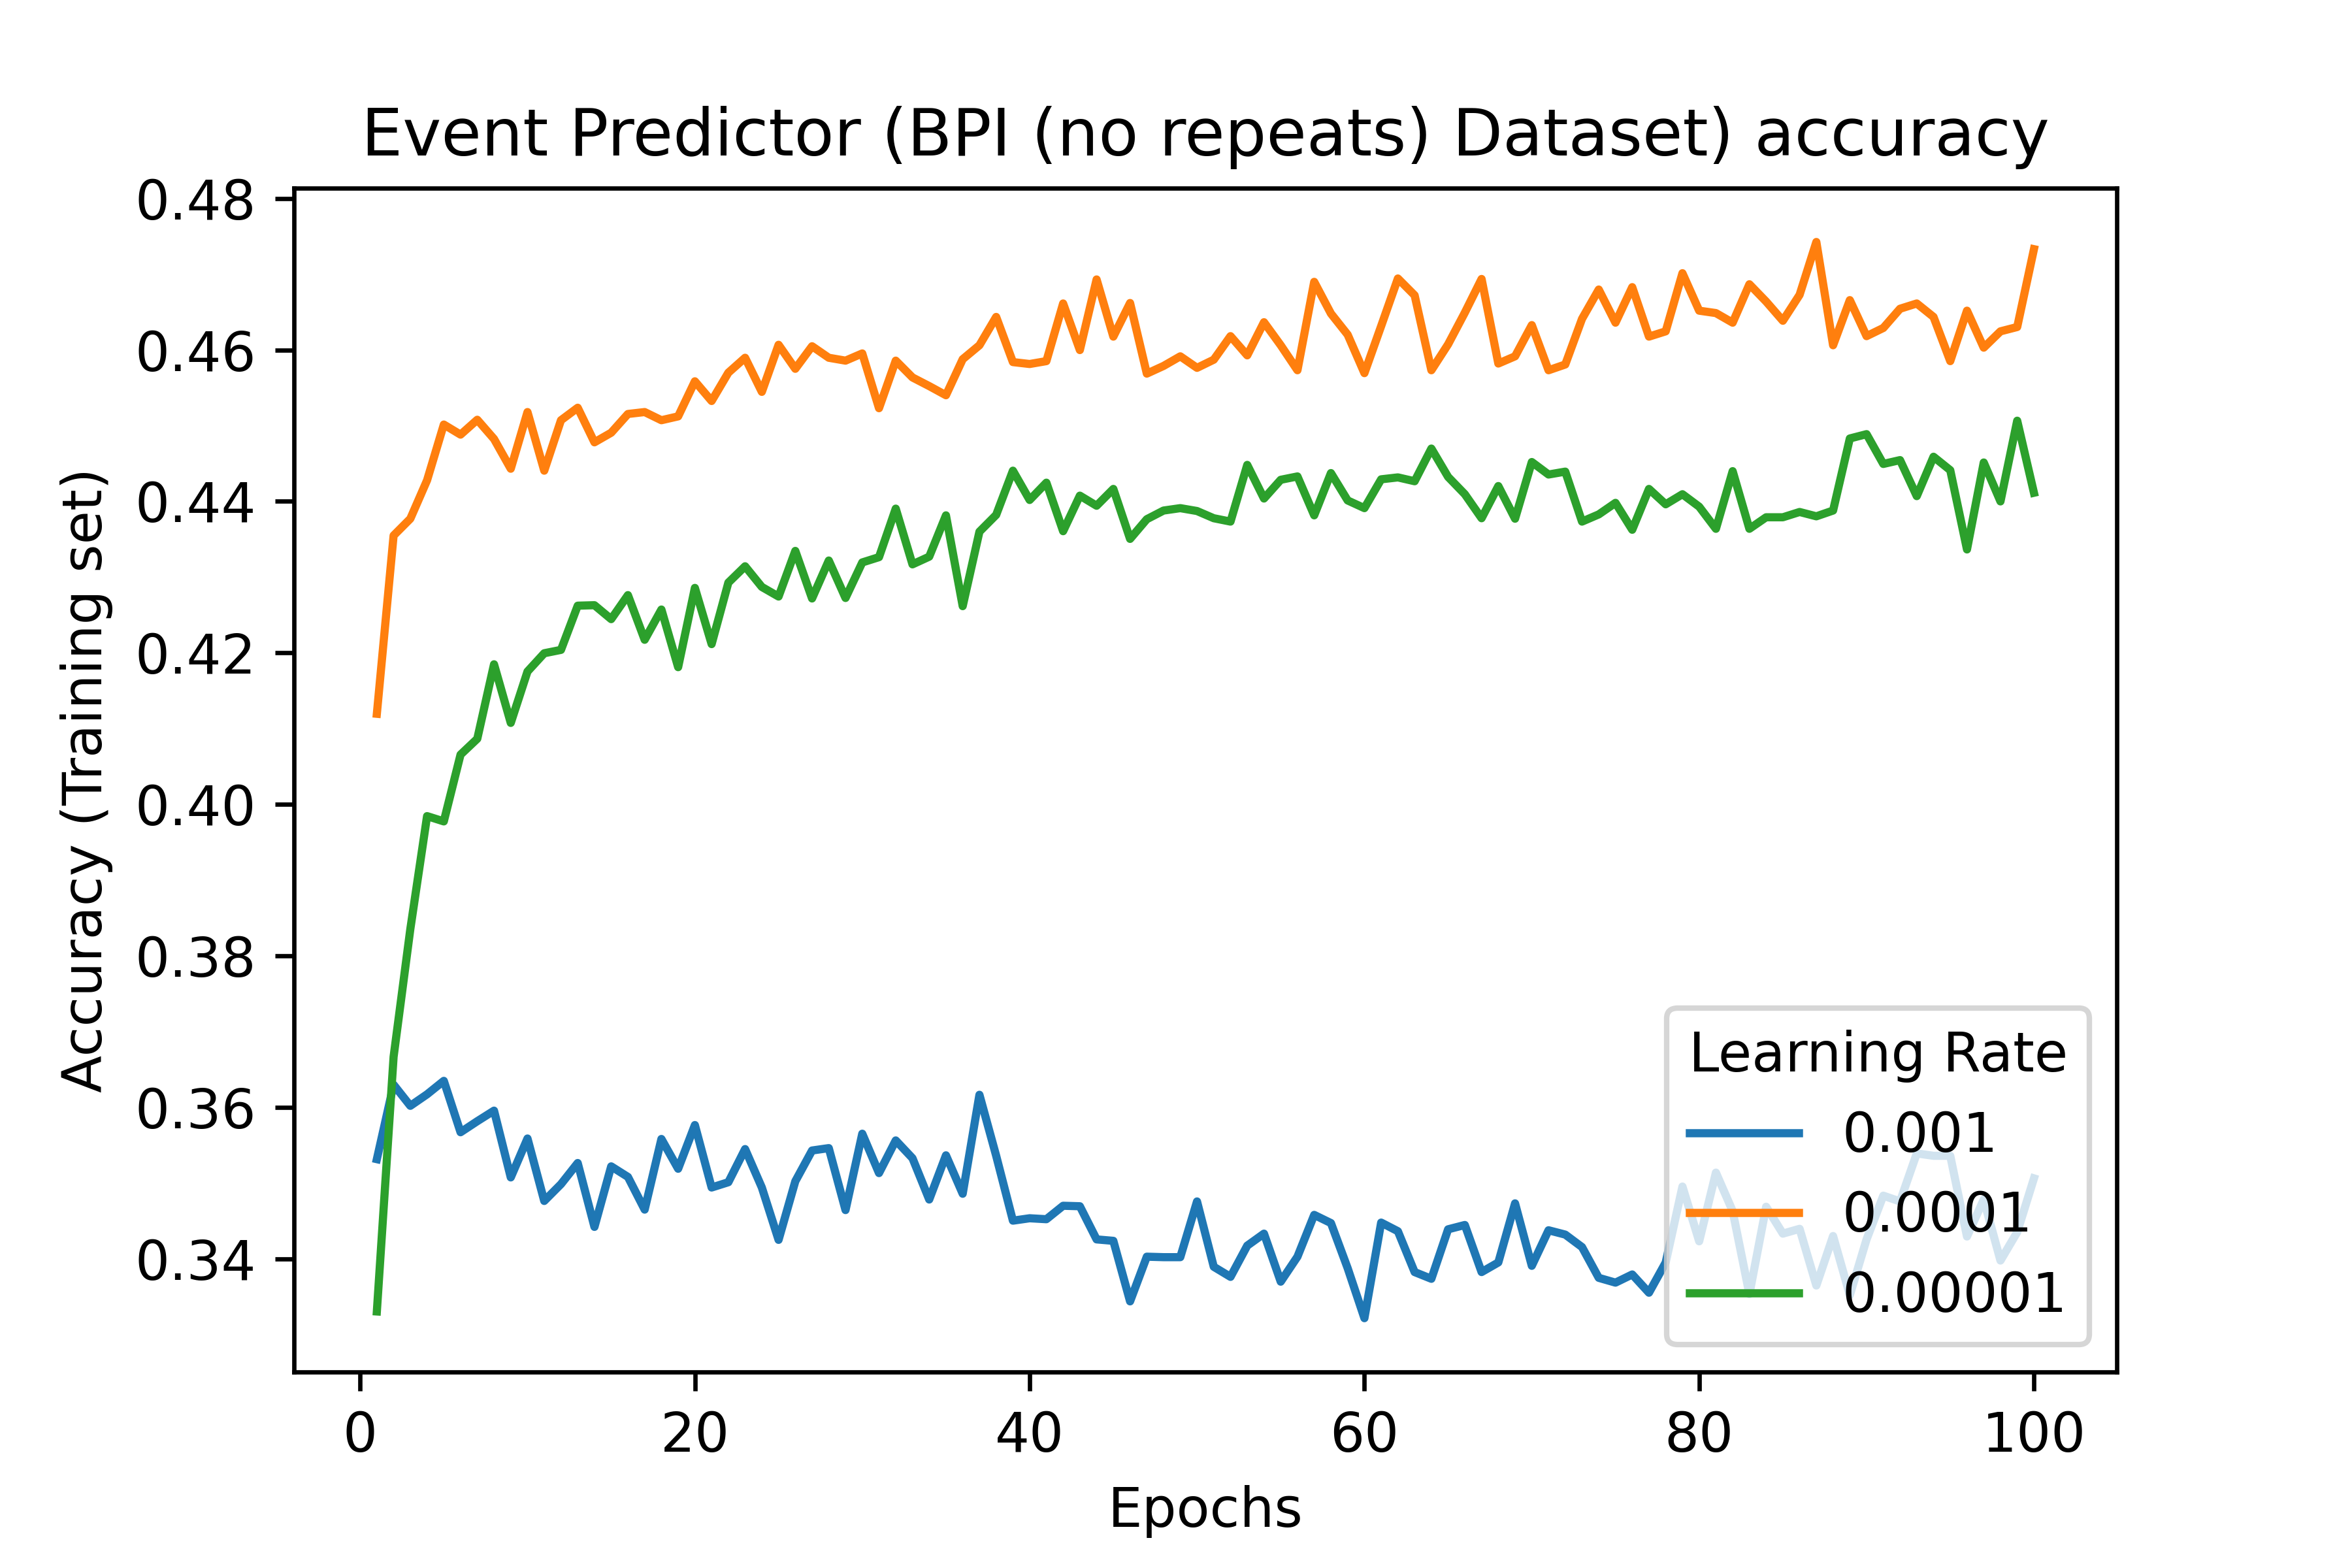 Event Predictor (BPI (no repeats) Dataset) accuracy
0.48
0.46
0.44
0.42
0.40
0.38
0.36
0.34
Accuracy (Training set)
Learning Rate
0.001
0.0001
0.00001
0 20 40 60 80 100
Epochs